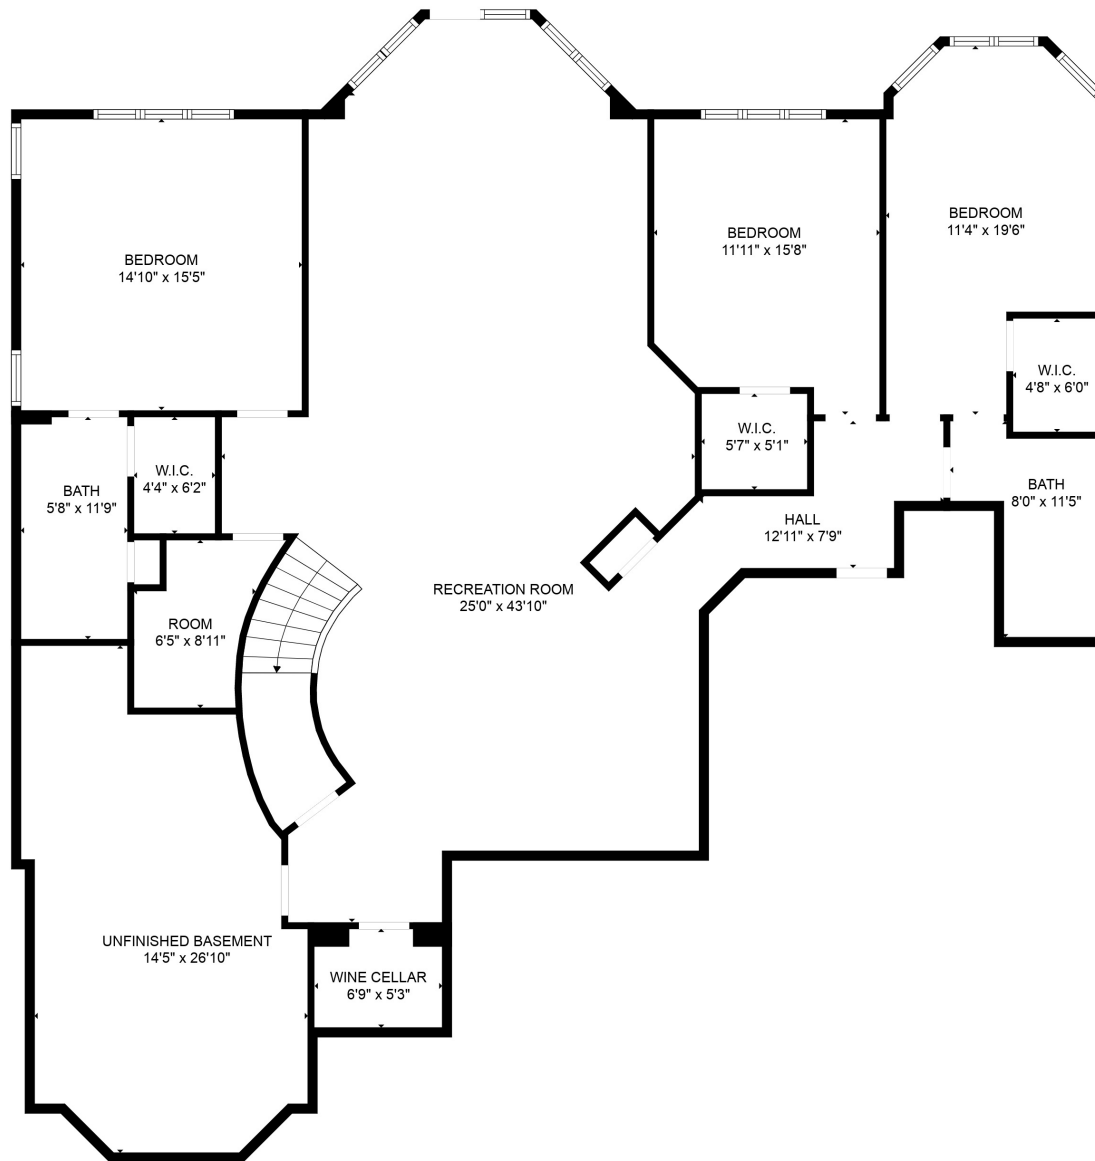 BEDROOM
11'4" x 19'6"
BEDROOM
11'11" x 15'8"
BEDROOM
14'10" x 15'5"
W.I.C.
4'8" x 6'0"
W.I.C.
5'7" x 5'1"
W.I.C.
4'4" x 6'2"
BATH
5'8" x 11'9"
BATH
8'0" x 11'5"
HALL
12'11" x 7'9"
RECREATION ROOM
25'0" x 43'10"
ROOM
6'5" x 8'11"
UNFINISHED BASEMENT
14'5" x 26'10"
WINE CELLAR
6'9" x 5'3"